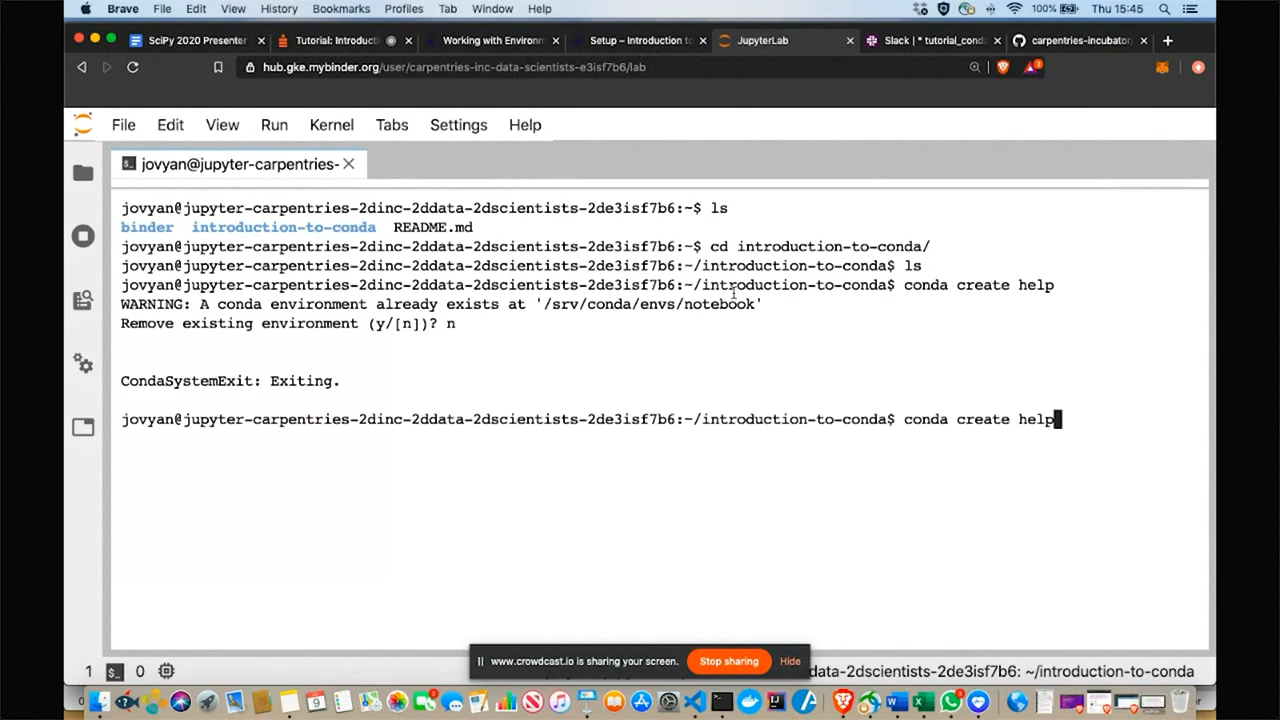 Brave File Edit View History Bookmarks Profiles Tab Window Help 100% Thu 15:45
SciPy 2020 Presenter Tutorial: Introducti Working with Environm Setup – Introduction to JupyterLab Slack | * tutorial_cond carpentries-incubator
hub.gke.mybinder.org/user/carpentries-inc-data-scientists-e3isf7b6/lab
File Edit View Run Kernel Tabs Settings Help
jovyan@jupyter-carpentries-
jovyan@jupyter-carpentries-2dinc-2ddata-2dscientists-2de3isf7b6:~$ ls
binder introduction-to-conda README.md
jovyan@jupyter-carpentries-2dinc-2ddata-2dscientists-2de3isf7b6:~$ cd introduction-to-conda/
jovyan@jupyter-carpentries-2dinc-2ddata-2dscientists-2de3isf7b6:~/introduction-to-conda$ ls
jovyan@jupyter-carpentries-2dinc-2ddata-2dscientists-2de3isf7b6:~/introduction-to-conda$ conda create help
WARNING: A conda environment already exists at '/srv/conda/envs/notebook'
Remove existing environment (y/[n])? n
CondaSystemExit: Exiting.
jovyan@jupyter-carpentries-2dinc-2ddata-2dscientists-2de3isf7b6:~/introduction-to-conda$ conda create help
www.crowdcast.io is sharing your screen. Stop sharing Hide
1 0 data-2dscientists-2de3isf7b6: ~/introduction-to-conda